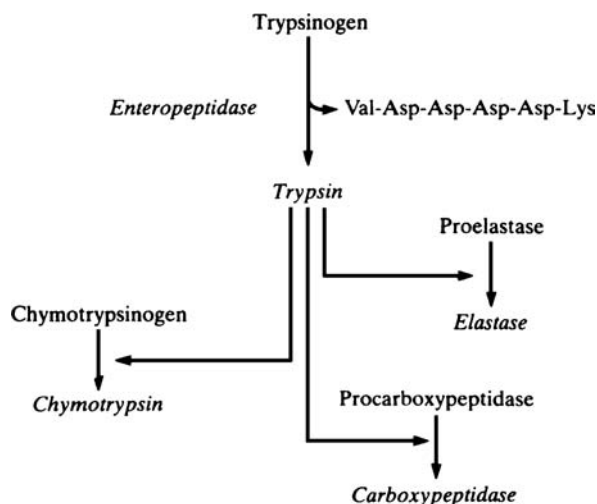 Trypsinogen
Enteropeptidase
Val-Asp-Asp-Asp-Asp-Lys
Trypsin
Proelastase
Elastase
Chymotrypsinogen
Chymotrypsin
Procarboxypeptidase
Carboxypeptidase